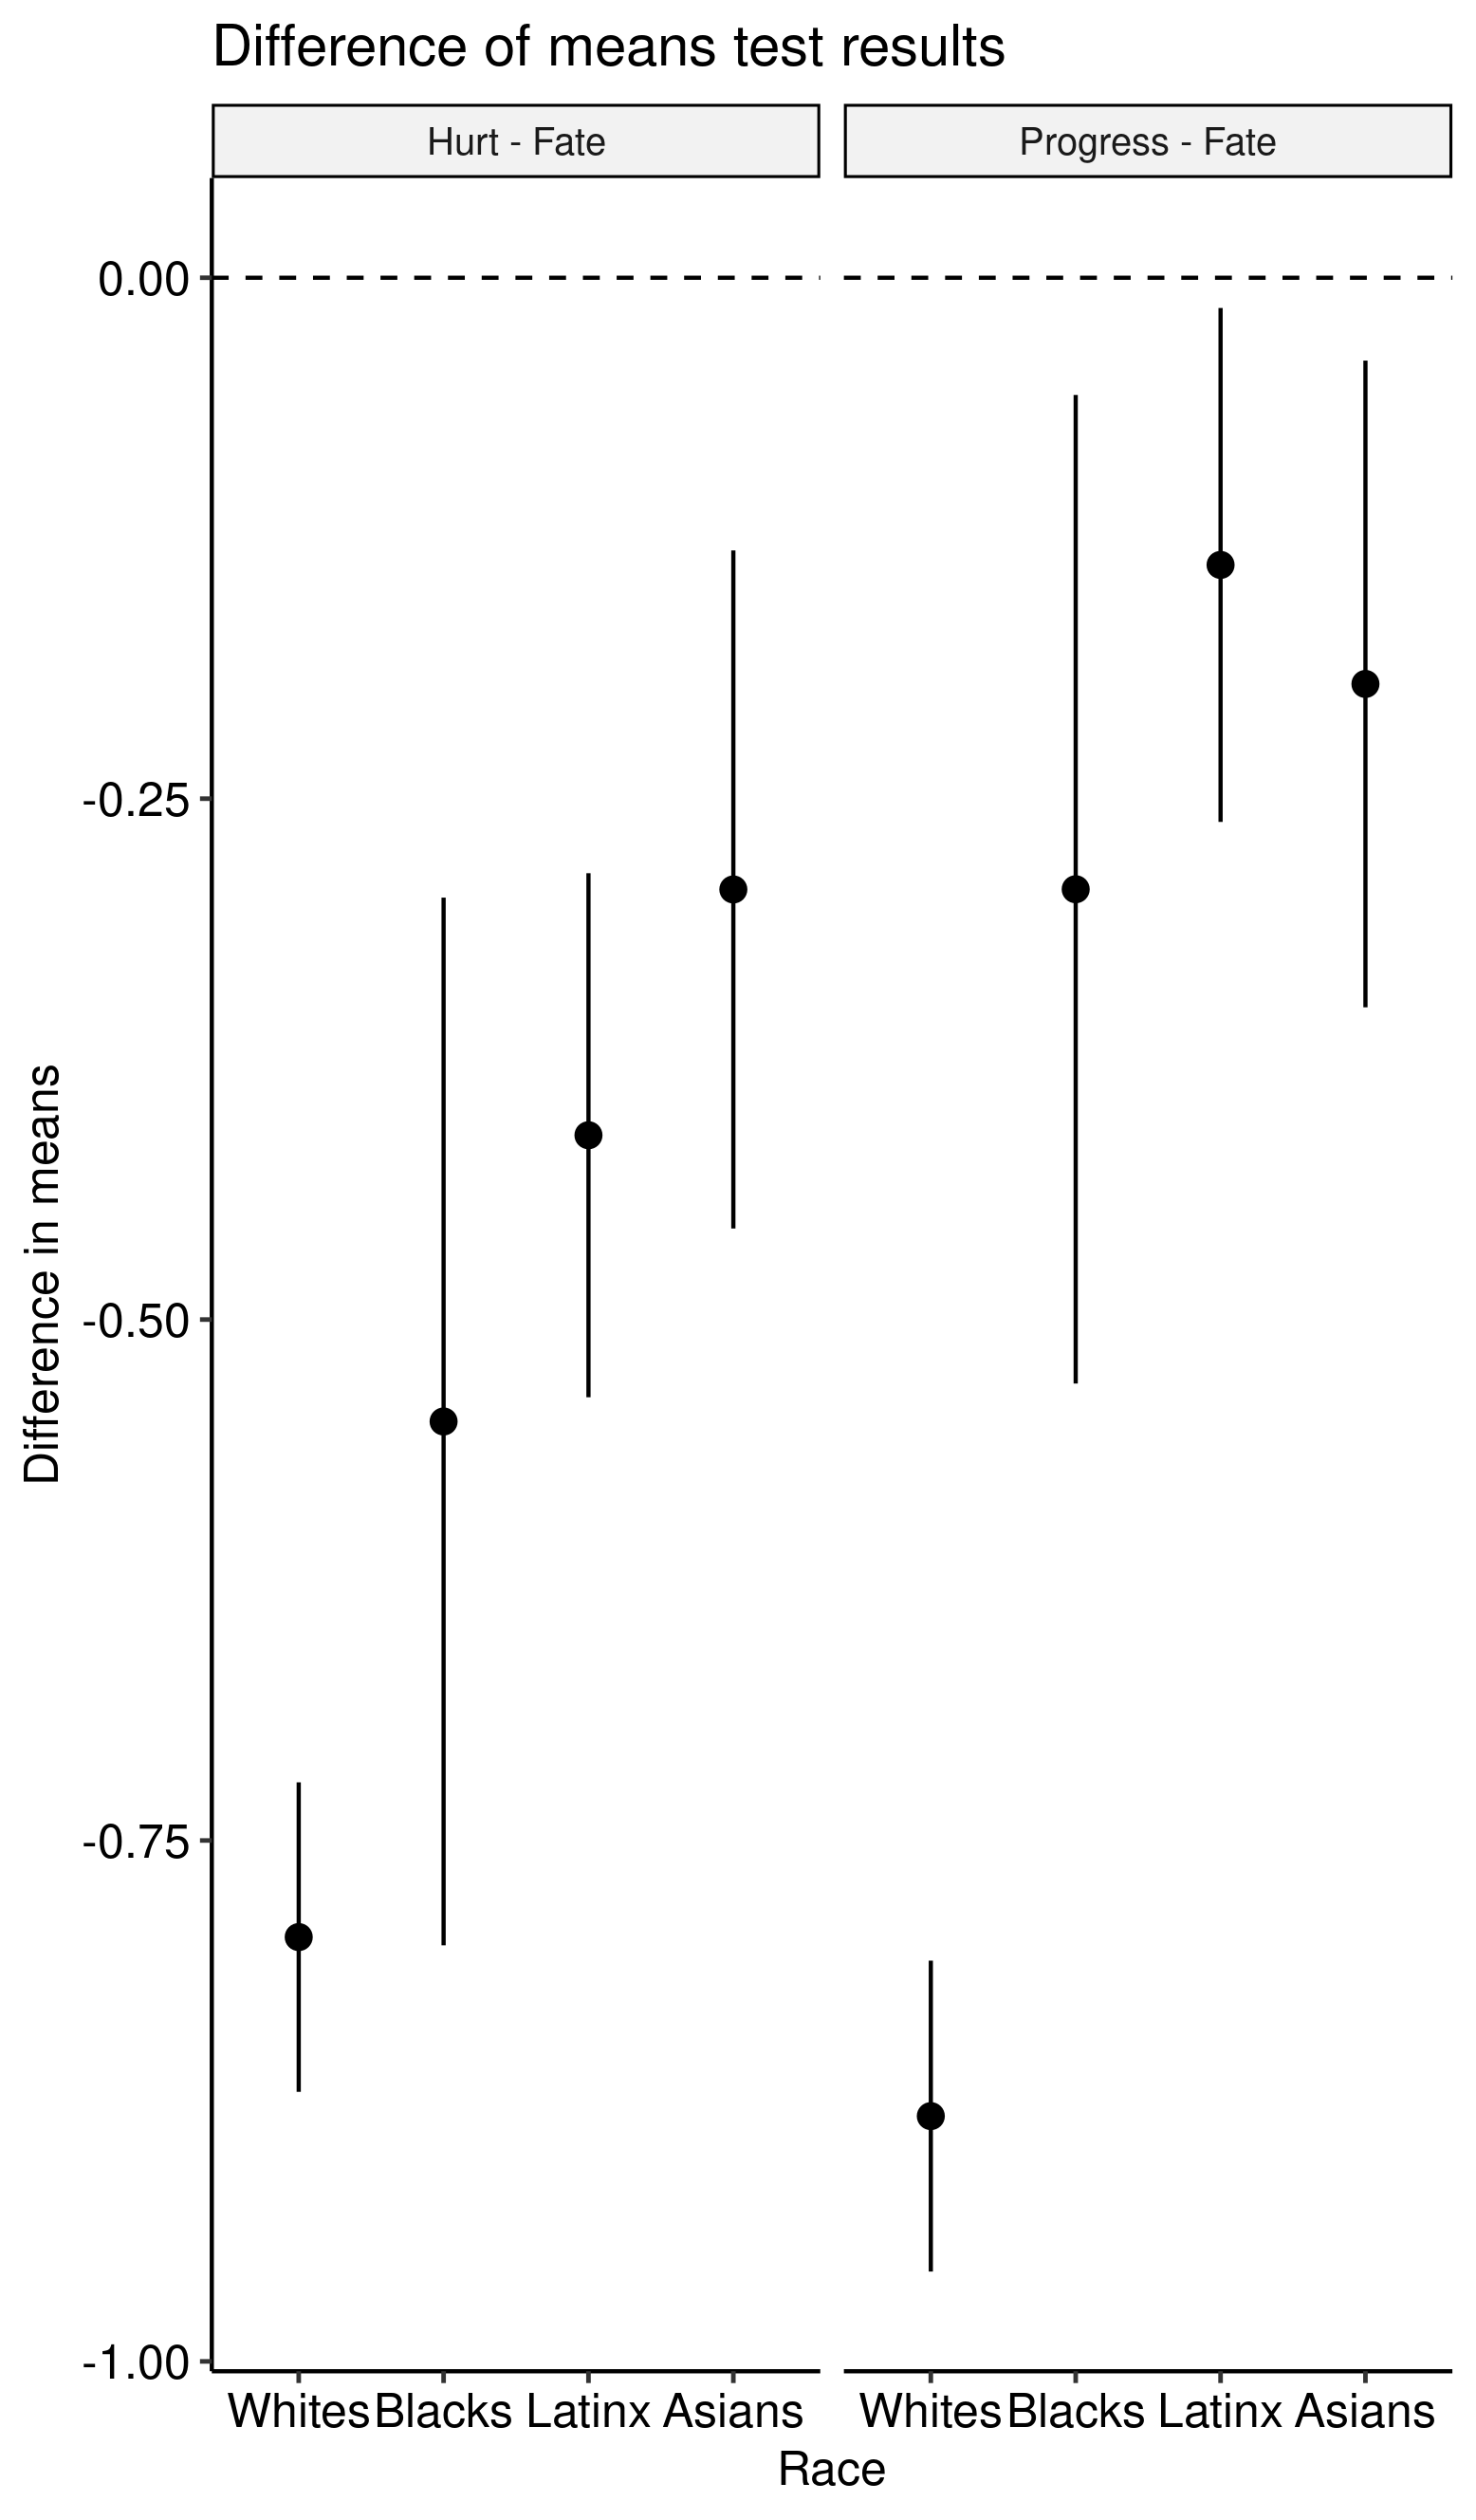 Difference of means test results
Hurt - Fate
Progress - Fate
0.00
-0.25
-0.50
-0.75
-1.00
Difference in means
Whites Blacks Latinx Asians
Whites Blacks Latinx Asians
Race